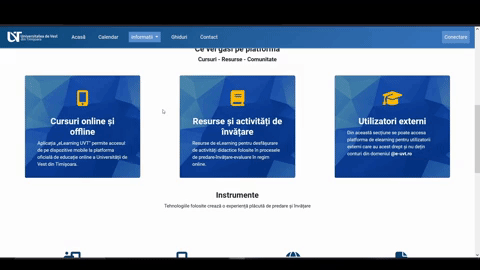 Universitatea de Vest
din Timișoara
Acasă
Calendar
Informatii
Ghiduri
Contact
Conectare
Ce vei găsi pe platformă
Cursuri - Resurse - Comunitate
Cursuri online și
offline
Aplicația „eLearning UVT” permite accesul
de pe dispozitive mobile la platforma
oficială de educație online a Universității de
Vest din Timișoara.
Resurse și activități de
învățare
Resurse de eLearning pentru desfășurare
de activități didactice folosite în procesele
de predare-învățare-evaluare în regim
online.
Utilizatori externi
Din această secțiune se poate accesa
platforma de elearning pentru utilizatorii
externi care au acest drept și nu dețin
conturi din domeniul @e-uvt.ro
Instrumente
Tehnologiile folosite crează o experiență plăcută de predare și învățare